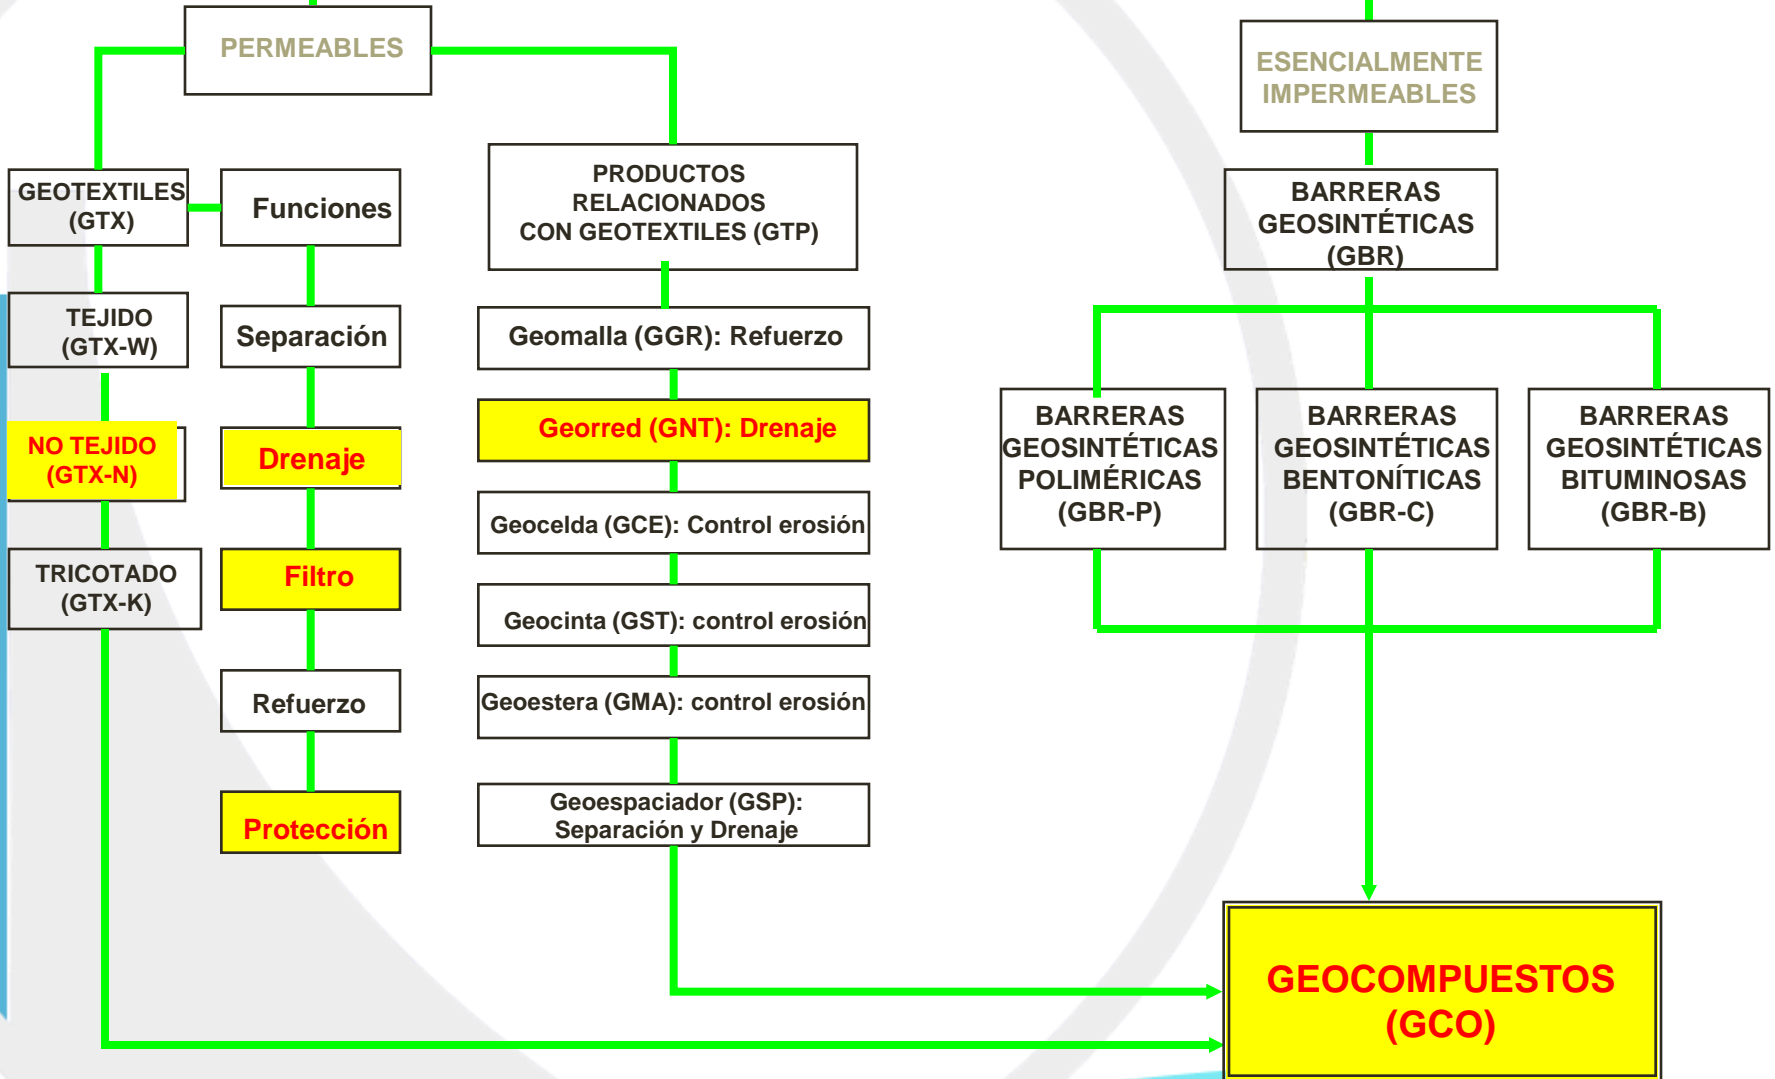 PERMEABLES
ESENCIALMENTE
IMPERMEABLES
GEOTEXTILES
(GTX)
Funciones
PRODUCTOS
RELACIONADOS
CON GEOTEXTILES (GTP)
BARRERAS
GEOSINTÉTICAS
(GBR)
TEJIDO
(GTX-W)
NO TEJIDO
(GTX-N)
TRICOTADO
(GTX-K)
Separación
Drenaje
Filtro
Refuerzo
Protección
Geomalla (GGR): Refuerzo
Georred (GNT): Drenaje
Geocelda (GCE): Control erosión
Geocinta (GST): control erosión
Geoestera (GMA): control erosión
Geoespaciador (GSP):
Separación y Drenaje
BARRERAS
GEOSINTÉTICAS
POLIMÉRICAS
(GBR-P)
BARRERAS
GEOSINTÉTICAS
BENTONÍTICAS
(GBR-C)
BARRERAS
GEOSINTÉTICAS
BITUMINOSAS
(GBR-B)
GEOCOMPUESTOS
(GCO)